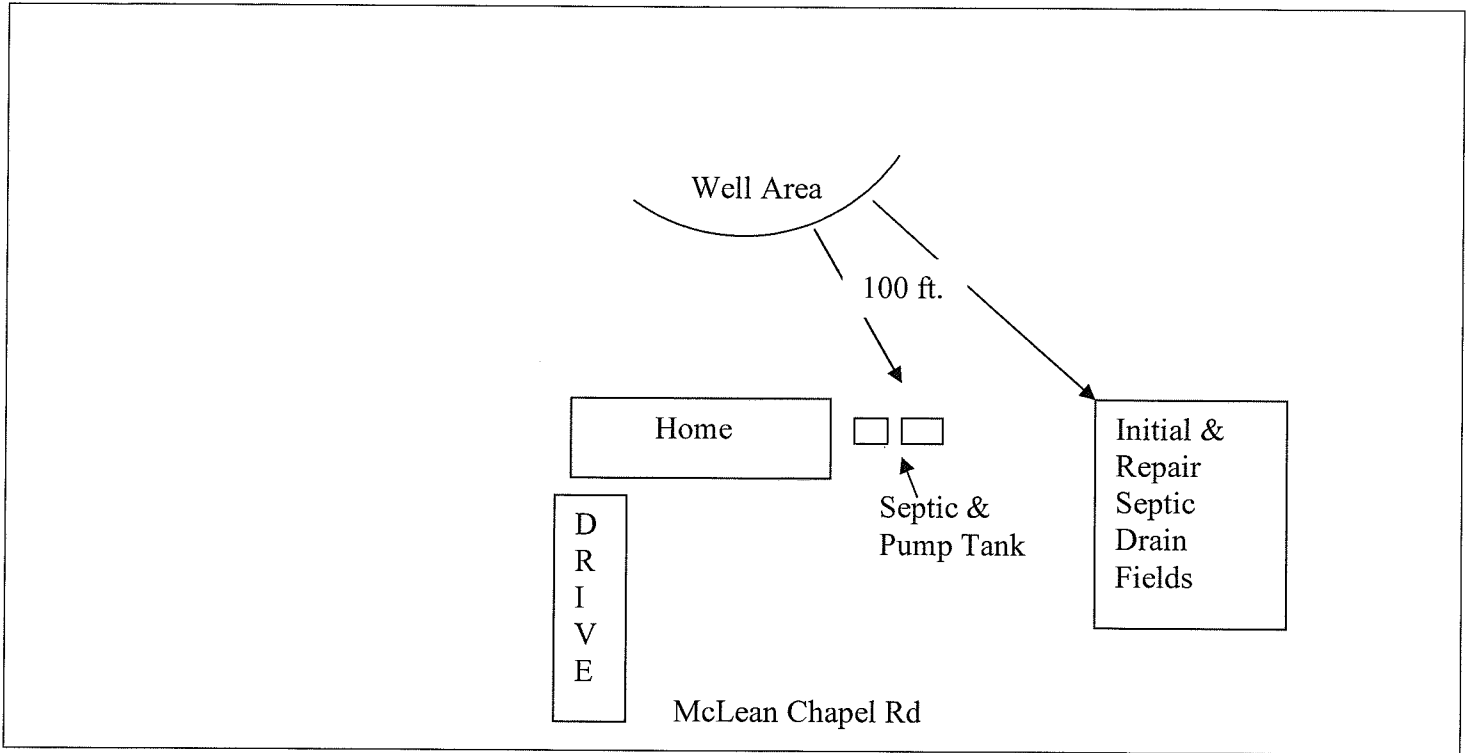 Well Area
100 ft.
Home
Initial &
Repair
Septic
Drain
Fields
Septic &
Pump Tank
D
R
I
V
E
McLean Chapel Rd